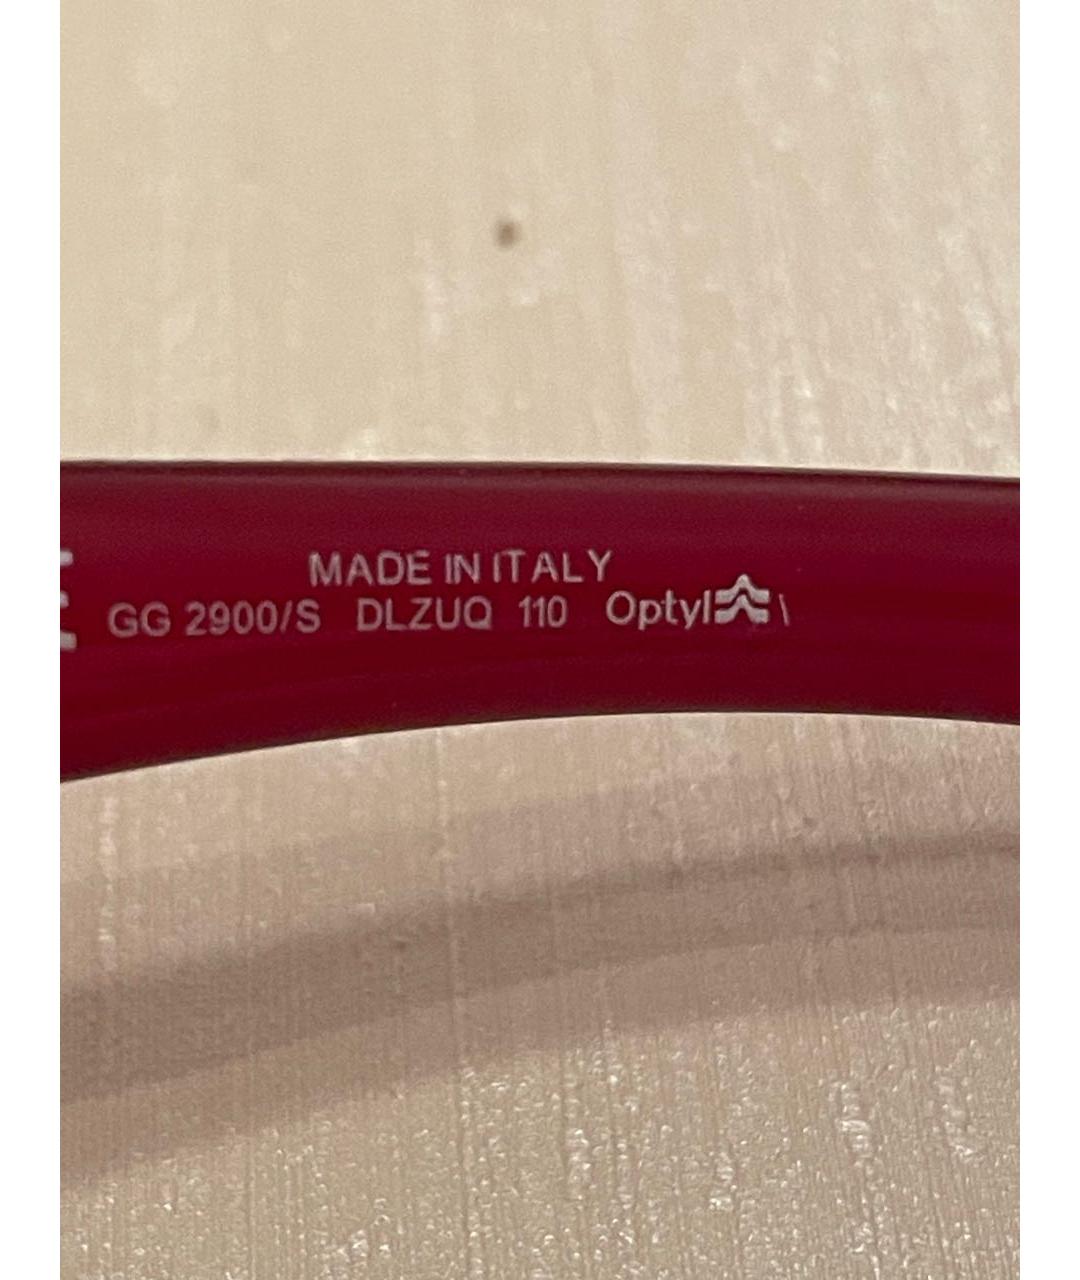 MADE IN ITALY
GG 2900/S DLZUQ 110 Optyl \